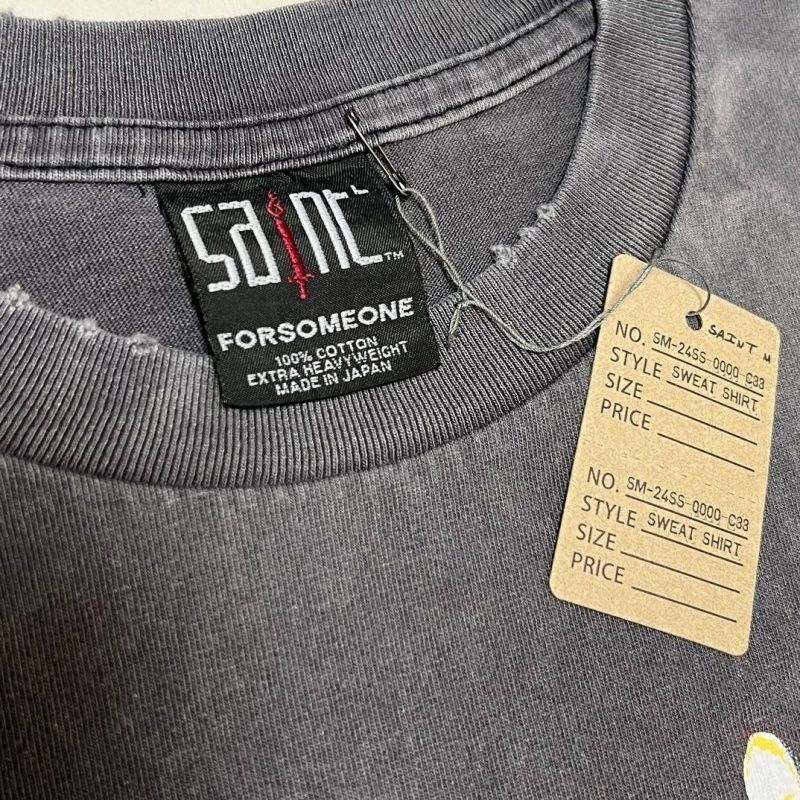 saint™
FORSOMEONE
100% COTTON
EXTRA HEAVYWEIGHT
MADE IN JAPAN
SAINT M
NO. SM-24SS-0000-C33
STYLE SWEAT SHIRT
SIZE
PRICE
NO. SM-24SS-0000-C33
STYLE SWEAT SHIRT
SIZE
PRICE